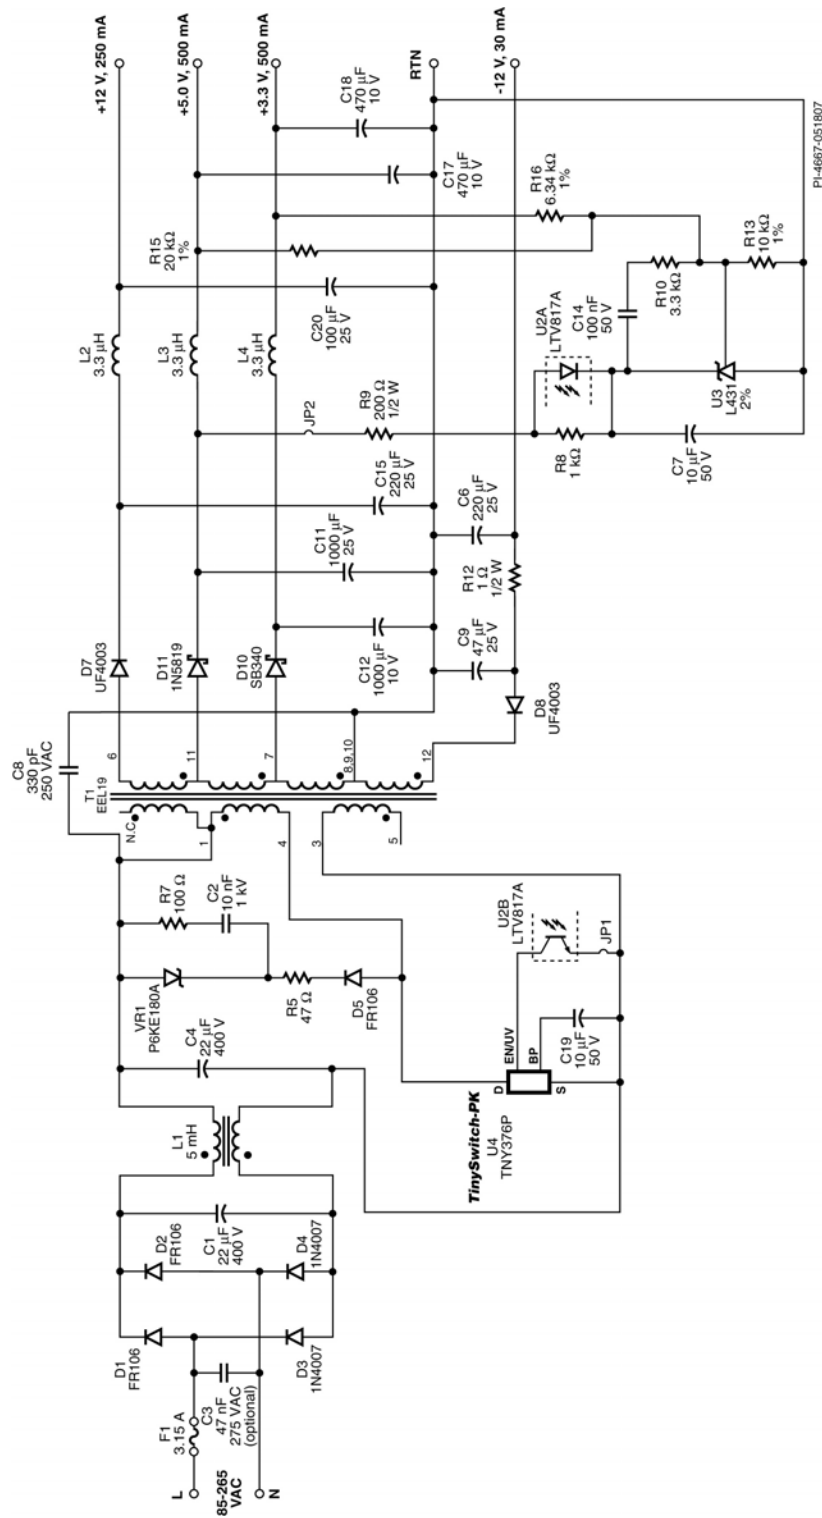 C8
330 pF
250 VAC
+12 V, 250 mA
+5.0 V, 500 mA
+3.3 V, 500 mA
RTN
-12 V, 30 mA
D7
UF4003
L2
3.3 µH
D11
1N5819
L3
3.3 µH
D10
SB340
L4
3.3 µH
R15
20 kΩ
1%
C18
470 µF
10 V
C17
470 µF
10 V
C20
100 µF
25 V
C15
220 µF
25 V
C11
1000 µF
25 V
C12
1000 µF
10 V
JP2
R9
200 Ω
1/2 W
R16
6.34 kΩ
1%
C9
47 µF
25 V
R12
1 Ω
1/2 W
C6
220 µF
25 V
D8
UF4003
R8
1 kΩ
U2A
LTV817A
C14
100 nF
50 V
R10
3.3 kΩ
R13
10 kΩ
1%
U3
L431
2%
C7
10 µF
50 V
T1
EEL19
N.C.
1
4
3
5
6
11
7
8,9,10
12
L
85-265
VAC
N
F1
3.15 A
C3
47 nF
275 VAC
(optional)
D1
FR106
D2
FR106
D3
1N4007
D4
1N4007
C1
22 µF
400 V
L1
5 mH
C4
22 µF
400 V
VR1
P6KE180A
R7
100 Ω
C2
10 nF
1 kV
R5
47 Ω
D5
FR106
TinySwitch-PK
U4
TNY376P
D
S
EN/UV
BP
C19
10 µF
50 V
U2B
LTV817A
JP1
PI-4667-051807